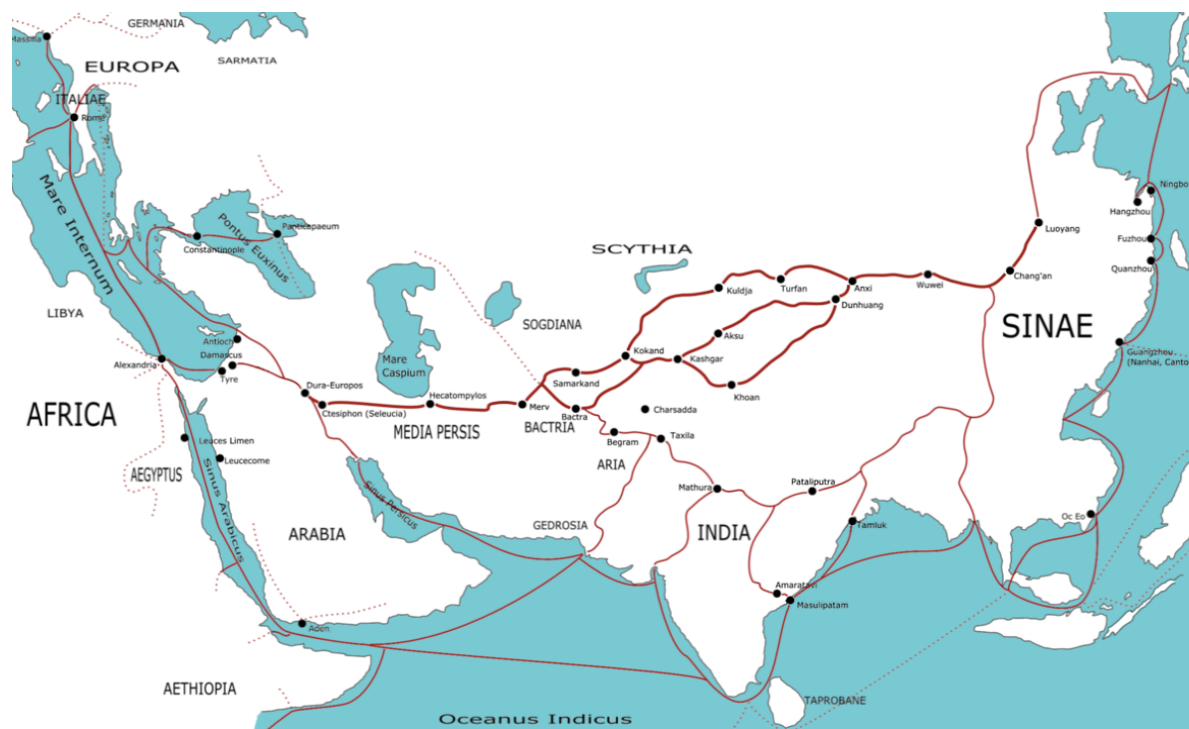 GERMANIA
Massilia
EUROPA
SARMATIA
ITALIAE
Rome
Mare Internum
Pontus Euxinus
Panticapaeum
Constantinople
SCYTHIA
Ningbo
Hangzhou
Luoyang
Fuzhou
Quanzhou
Chang'an
Wuwei
Anxi
Turfan
Kuldja
Dunhuang
LIBYA
SOGDIANA
SINAE
Aksu
Antioch
Damascus
Alexandria
Tyre
Mare
Caspium
Kokand
Kashgar
Guangzhou
(Nanhai, Canto
Samarkand
Dura-Europos
Hecatompylos
Khoan
Ctesiphon (Seleucia)
Merv
Bactra
Charsadda
AFRICA
MEDIA PERSIS
BACTRIA
Begram
Taxila
Leuces Limen
Leucecome
ARIA
AEGYPTUS
Sinus Arabicus
Sinus Persicus
Mathura
Pataliputra
ARABIA
GEDROSIA
INDIA
Tamluk
Oc Eo
Amaratavi
Masulipatam
Aden
AETHIOPIA
TAPROBANE
Oceanus Indicus